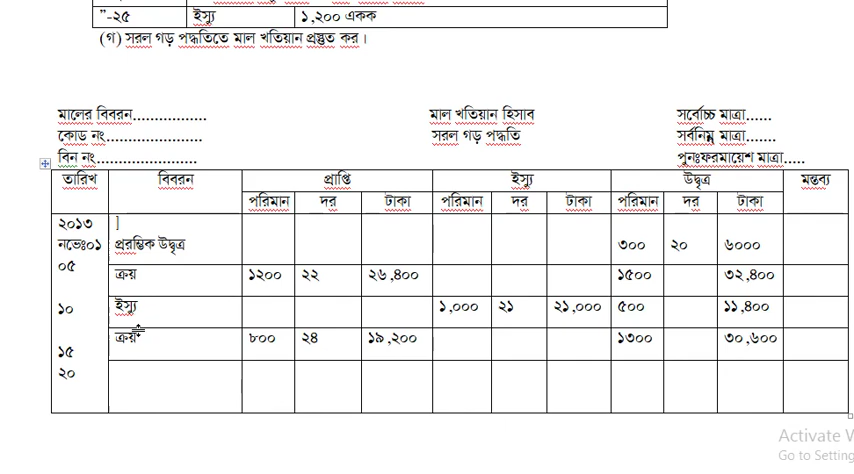 ”-২৫ ইস্যু ১,২০০ একক
(গ) সরল গড় পদ্ধতিতে মাল খতিয়ান প্রস্তুত কর।
মালের বিবরন................ মাল খতিয়ান হিসাব সর্বোচ্চ মাত্রা......
কোড নং..................... সরল গড় পদ্ধতি সর্বনিম্ন মাত্রা.......
বিন নং....................... পুনঃফরমায়েশ মাত্রা.....
তারিখ বিবরন প্রাপ্তি ইস্যু উদ্বৃত্ত মন্তব্য
পরিমান দর টাকা পরিমান দর টাকা পরিমান দর টাকা
২০১৩ ]
নভেঃ০১ প্ররম্ভিক উদ্বৃত্ত ৩০০ ২০ ৬০০০
০৫ ক্রয় ১২০০ ২২ ২৬,৪০০ ১৫০০ ৩২,৪০০
১০ ইস্যু ১,০০০ ২১ ২১,০০০ ৫০০ ১১,৪০০
১৫ ক্রয় ৮০০ ২৪ ১৯,২০০ ১৩০০ ৩০,৬০০
২০
Activate
Go to Setting